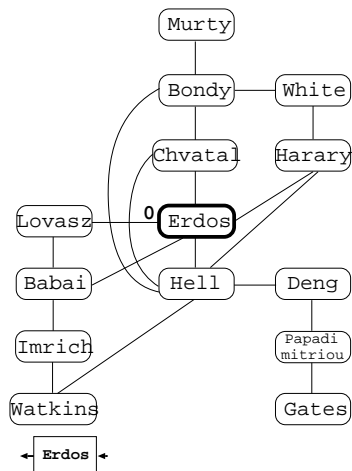 Murty
Bondy White
Chvatal Harary
0
Lovasz Erdos
Babai Hell Deng
Imrich Papadi
mitriou
Watkins Gates
Erdos